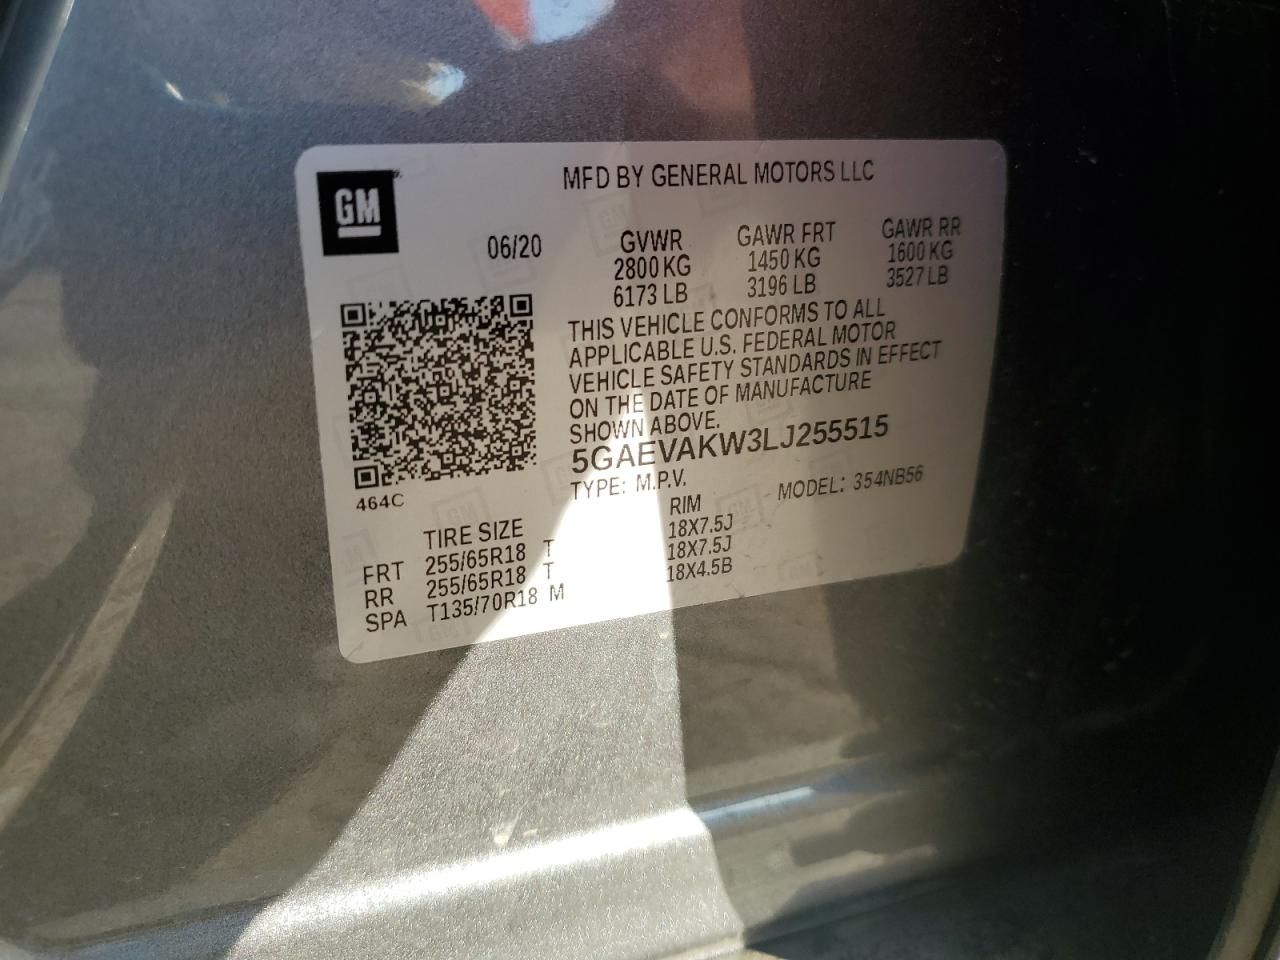 MFD BY GENERAL MOTORS LLC
GM
06/20 GVWR GAWR FRT GAWR RR
2800 KG 1450 KG 1600 KG
6173 LB 3196 LB 3527 LB
THIS VEHICLE CONFORMS TO ALL
APPLICABLE U.S. FEDERAL MOTOR
VEHICLE SAFETY STANDARDS IN EFFECT
ON THE DATE OF MANUFACTURE
SHOWN ABOVE.
5GAEVAKW3LJ255515
464C
TYPE: M.P.V. MODEL: 354NB56
TIRE SIZE RIM
FRT 255/65R18 T 18X7.5J
RR 255/65R18 T 18X7.5J
SPA T135/70R18 M 18X4.5B